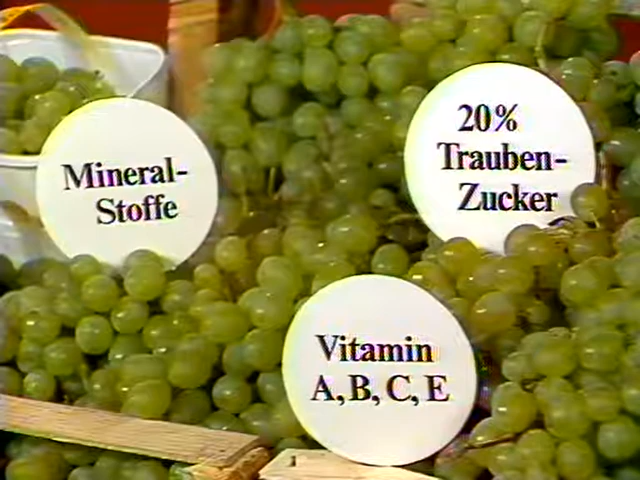 Mineral-
Stoffe
20%
Trauben-
Zucker
Vitamin
A, B, C, E